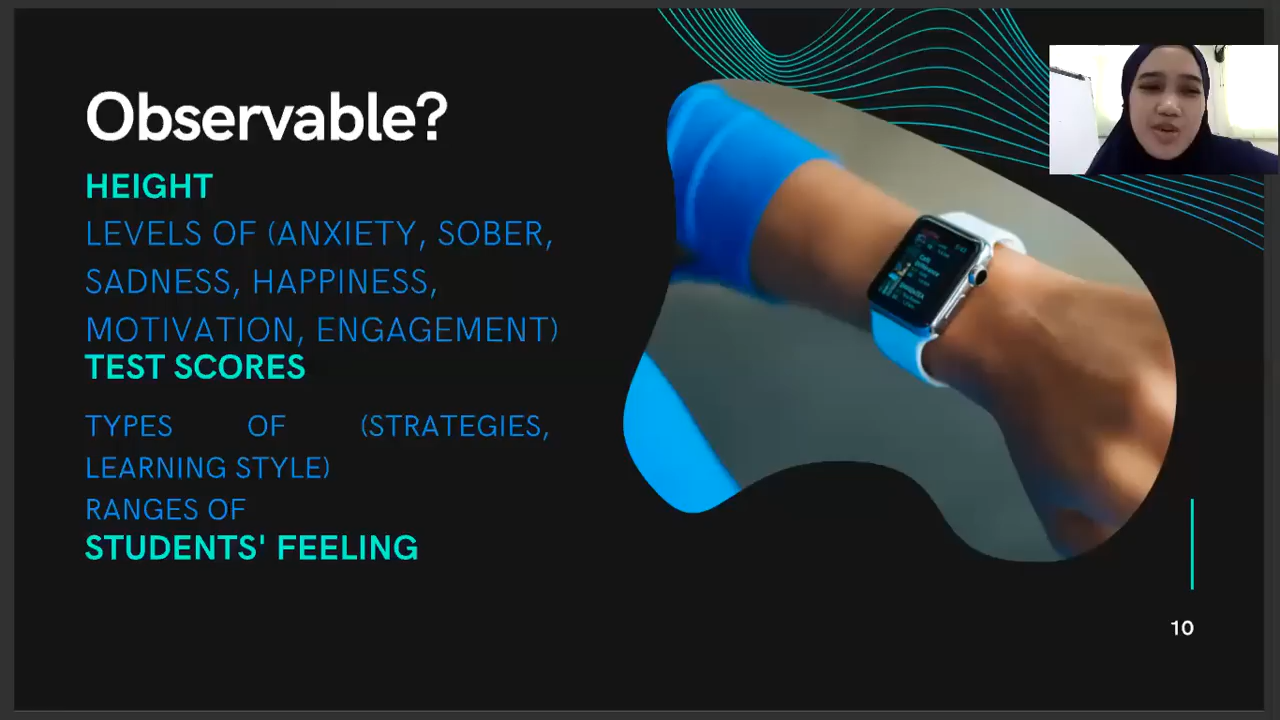 Observable?
HEIGHT
LEVELS OF (ANXIETY, SOBER,
SADNESS, HAPPINESS,
MOTIVATION, ENGAGEMENT)
TEST SCORES
TYPES OF (STRATEGIES,
LEARNING STYLE)
RANGES OF
STUDENTS' FEELING
10